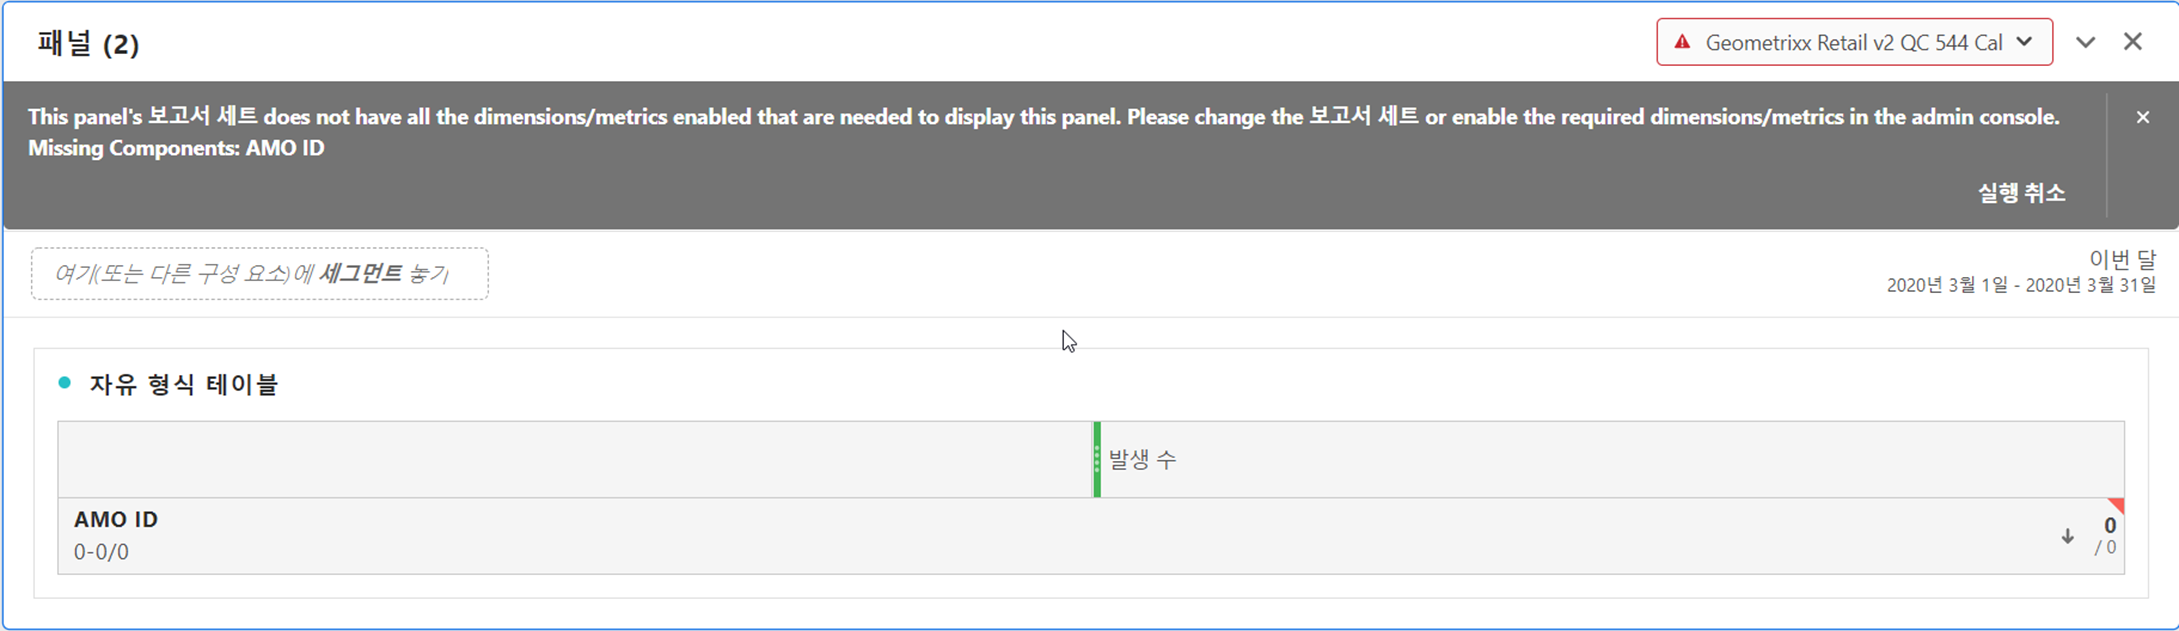 패널 (2)
Geometrixx Retail v2 QC 544 Cal
This panel's 보고서 세트 does not have all the dimensions/metrics enabled that are needed to display this panel. Please change the 보고서 세트 or enable the required dimensions/metrics in the admin console.
Missing Components: AMO ID
실행 취소
여기(또는 다른 구성 요소)에 세그먼트 놓기
이번 달
2020년 3월 1일 - 2020년 3월 31일
자유 형식 테이블
발생 수
AMO ID
0-0/0
0
/ 0